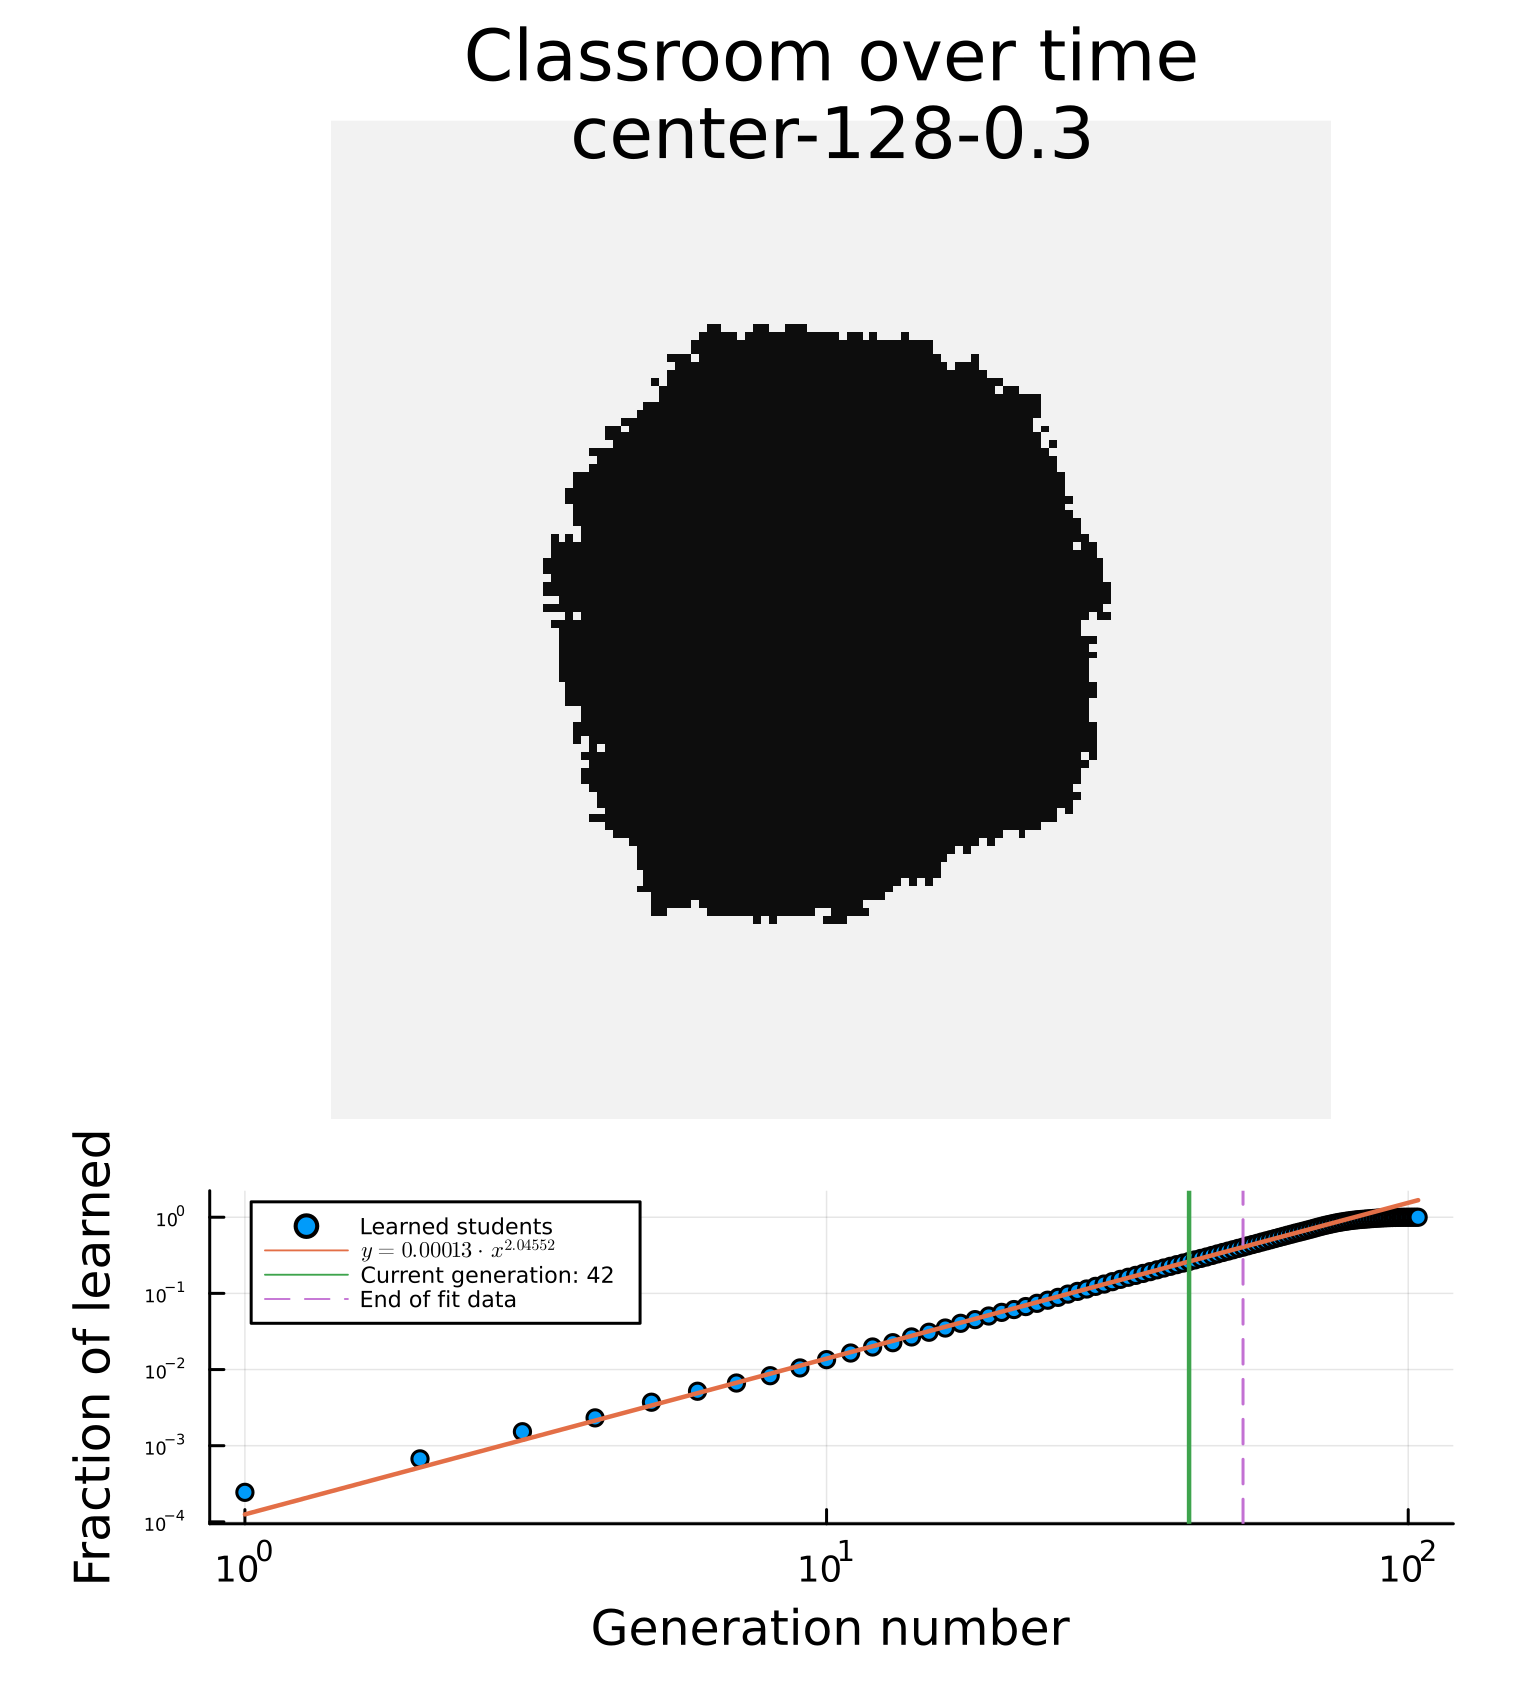 Classroom over time
center-128-0.3
Fraction of learned
10^0
10^-1
10^-2
10^-3
10^-4
Learned students
y = 0.00013 · x^2.04552
Current generation: 42
End of fit data
10^0
10^1
10^2
Generation number